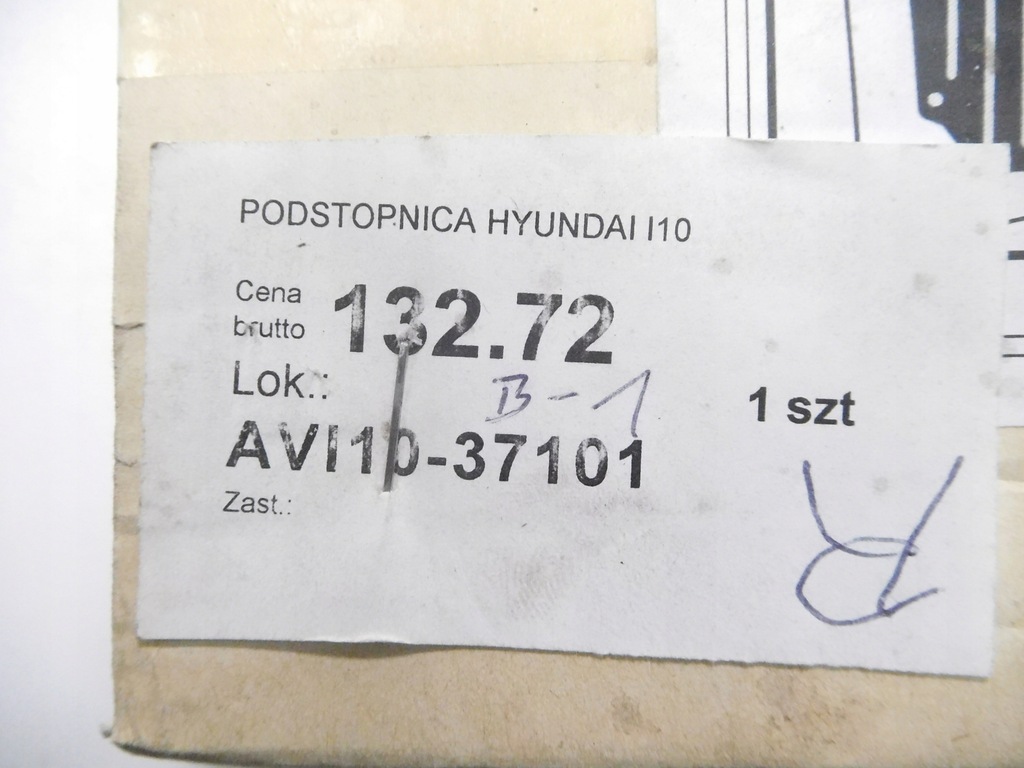 PODSTOPNICA HYUNDAI I10
Cena brutto 132.72
Lok.: B-1
1 szt
AVI10-37101
Zast.: